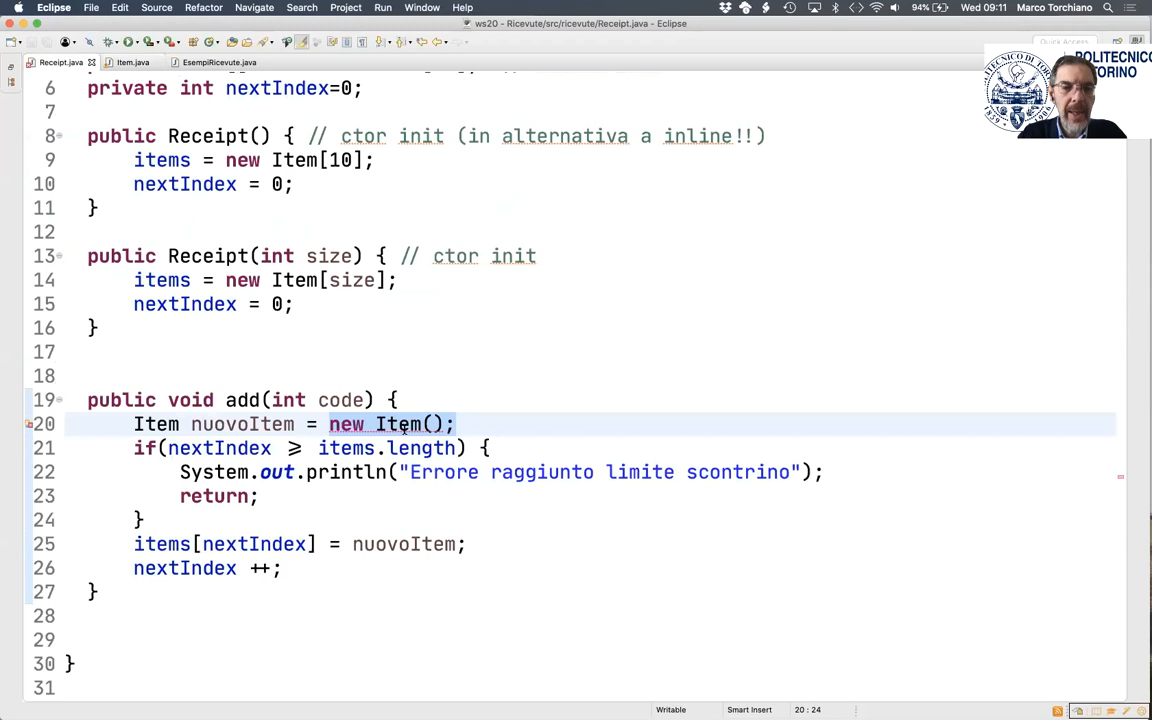 Eclipse File Edit Source Refactor Navigate Search Project Run Window Help 94% Wed 09:11 Marco Torchiano
ws20 - Ricevute/src/ricevute/Receipt.java - Eclipse
Quick Access
Receipt.java Item.java EsempiRicevute.java
POLITECNICO
TORINO
6 private int nextIndex=0;
7
8 public Receipt() { // ctor init (in alternativa a inline!!)
9 items = new Item[10];
10 nextIndex = 0;
11 }
12
13 public Receipt(int size) { // ctor init
14 items = new Item[size];
15 nextIndex = 0;
16 }
17
18
19 public void add(int code) {
20 Item nuovoItem = new Item();
21 if(nextIndex >= items.length) {
22 System.out.println("Errore raggiunto limite scontrino");
23 return;
24 }
25 items[nextIndex] = nuovoItem;
26 nextIndex ++;
27 }
28
29
30 }
31
Writable Smart Insert 20 : 24